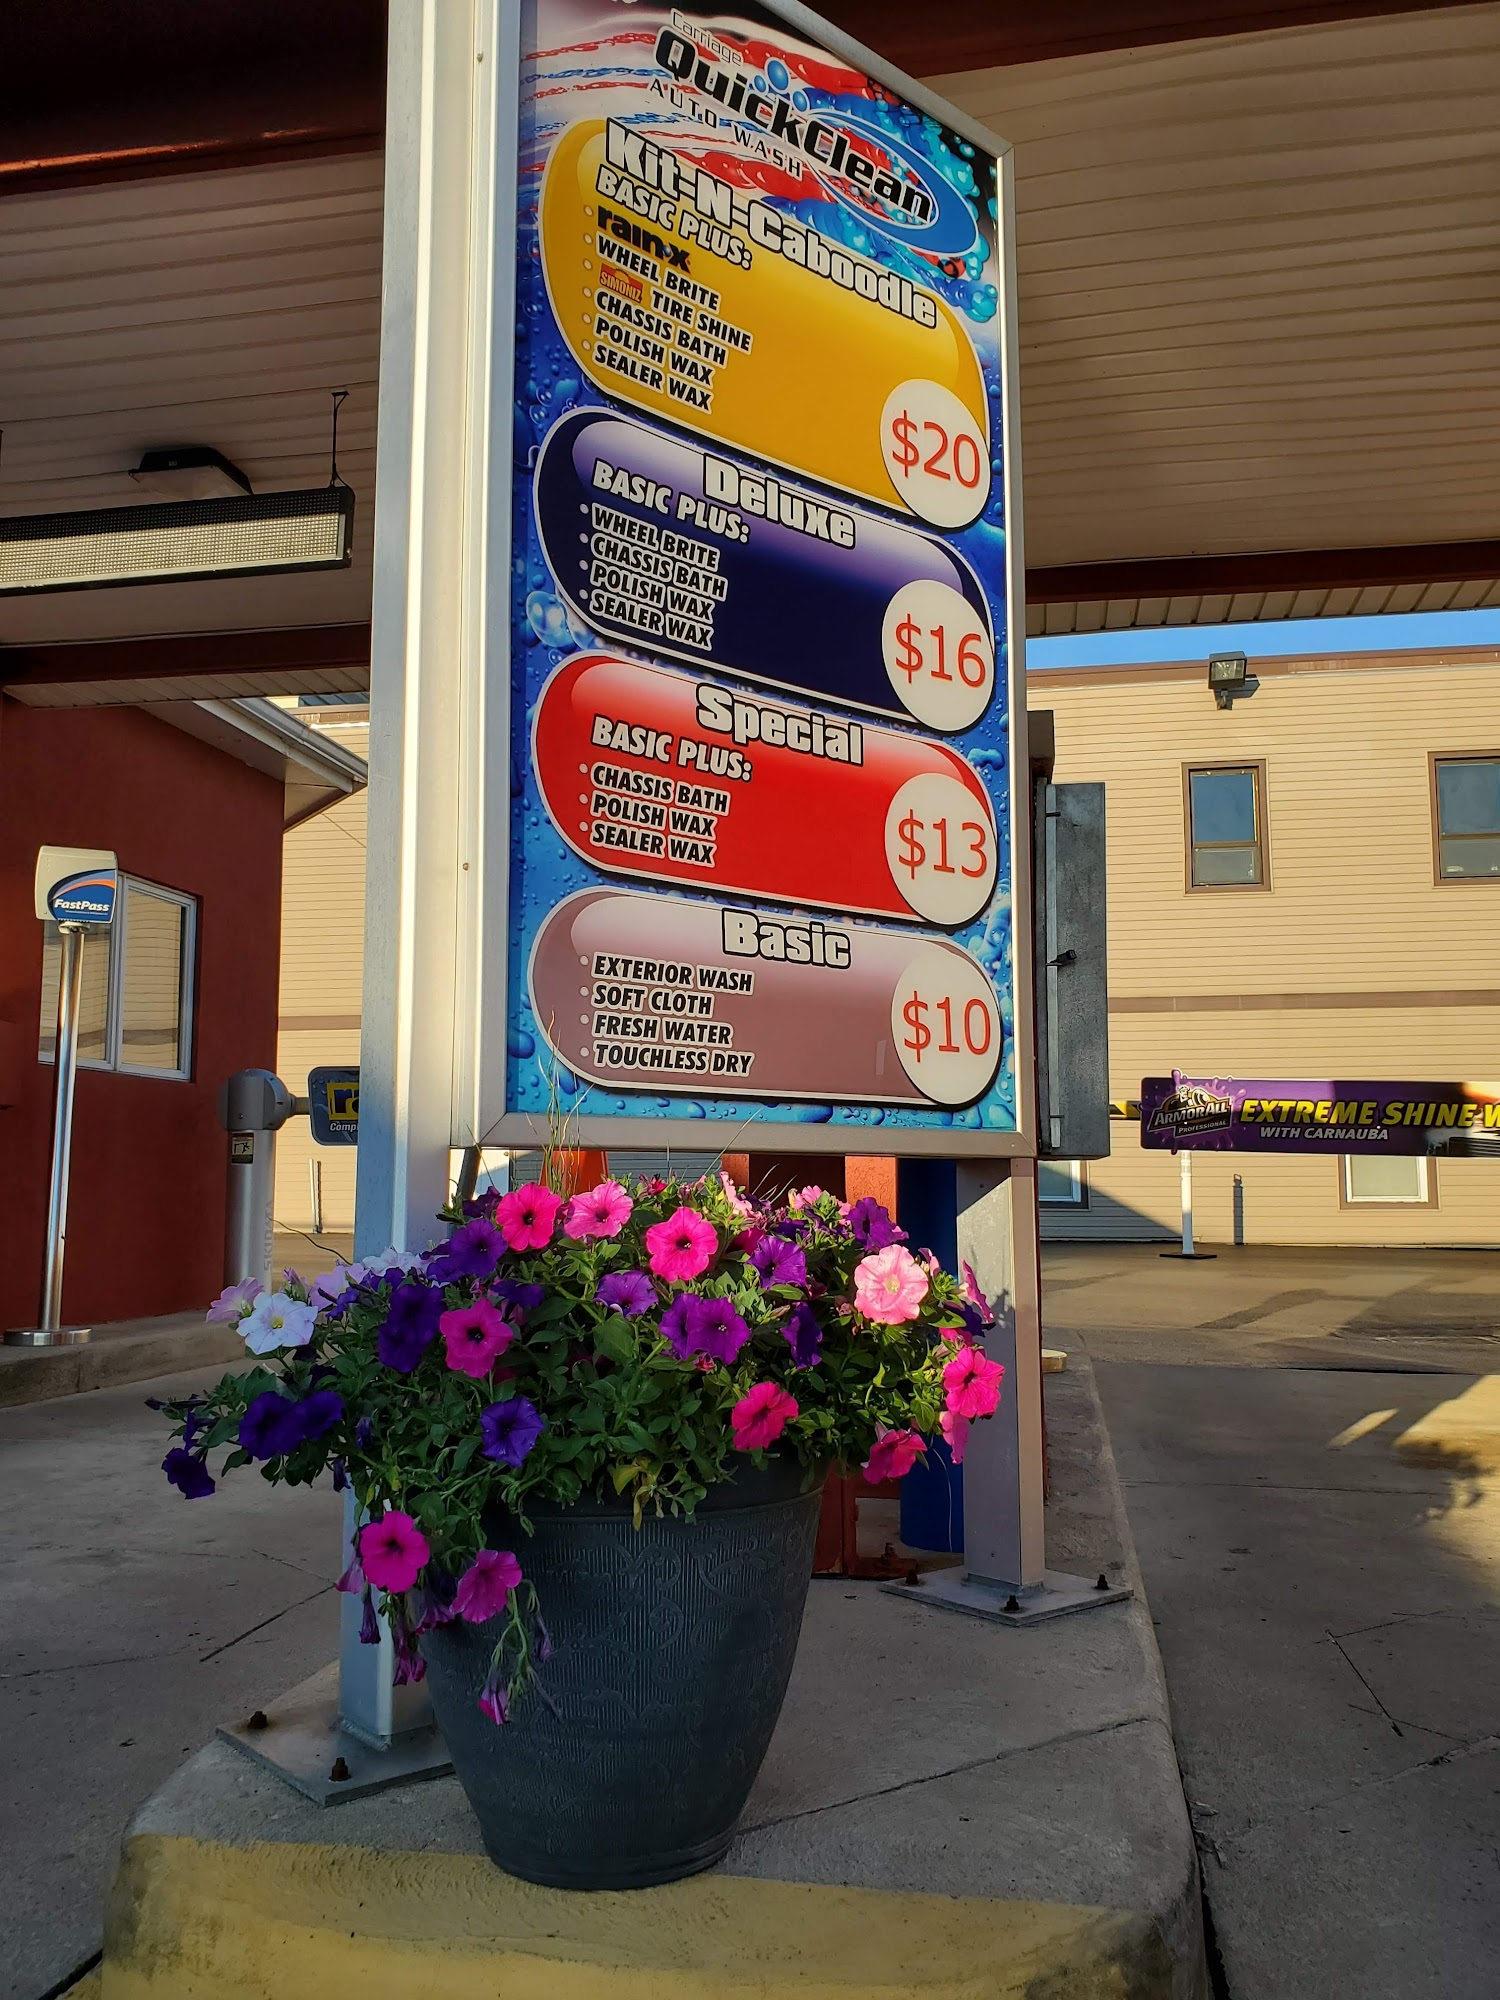 Carriage
QuickClean
AUTO WASH
Kit-N-Caboodle
BASIC PLUS:
rain-x
WHEEL BRITE
SIMONIZ TIRE SHINE
CHASSIS BATH
POLISH WAX
SEALER WAX
$20
Deluxe
BASIC PLUS:
WHEEL BRITE
CHASSIS BATH
POLISH WAX
SEALER WAX
$16
Special
BASIC PLUS:
CHASSIS BATH
POLISH WAX
SEALER WAX
$13
Basic
EXTERIOR WASH
SOFT CLOTH
FRESH WATER
TOUCHLESS DRY
$10
FastPass
ARMORALL
PROFESSIONAL
EXTREME SHINE W
WITH CARNAUBA